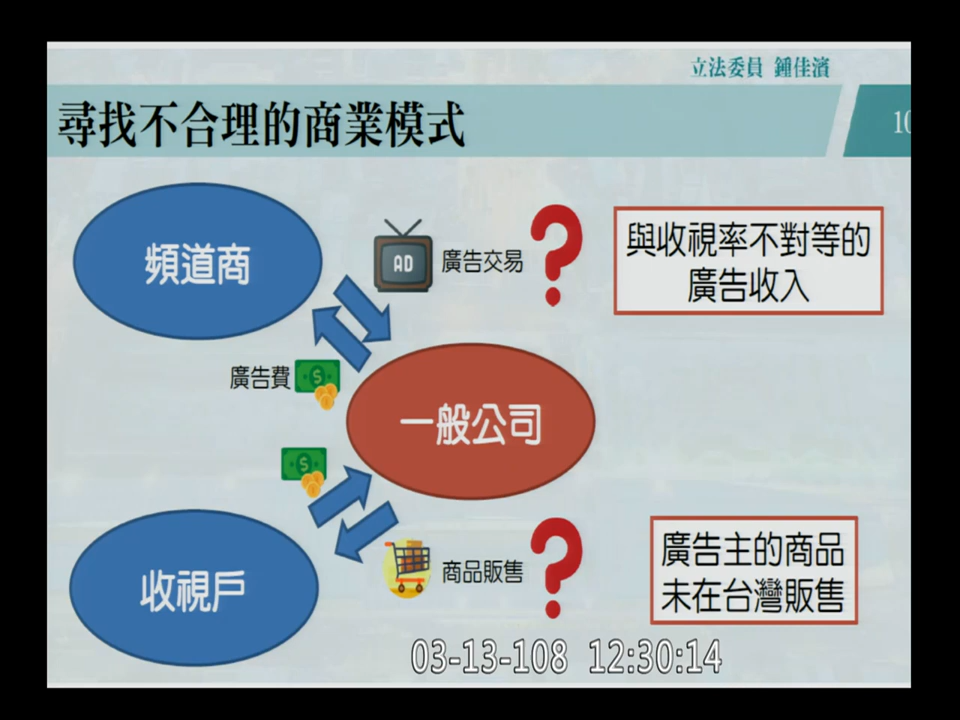 立法委員 鍾佳濱
尋找不合理的商業模式
10
頻道商
AD
廣告交易
?
與收視率不對等的
廣告收入
廣告費
一般公司
收視戶
商品販售
?
廣告主的商品
未在台灣販售
03-13-108 12:30:14